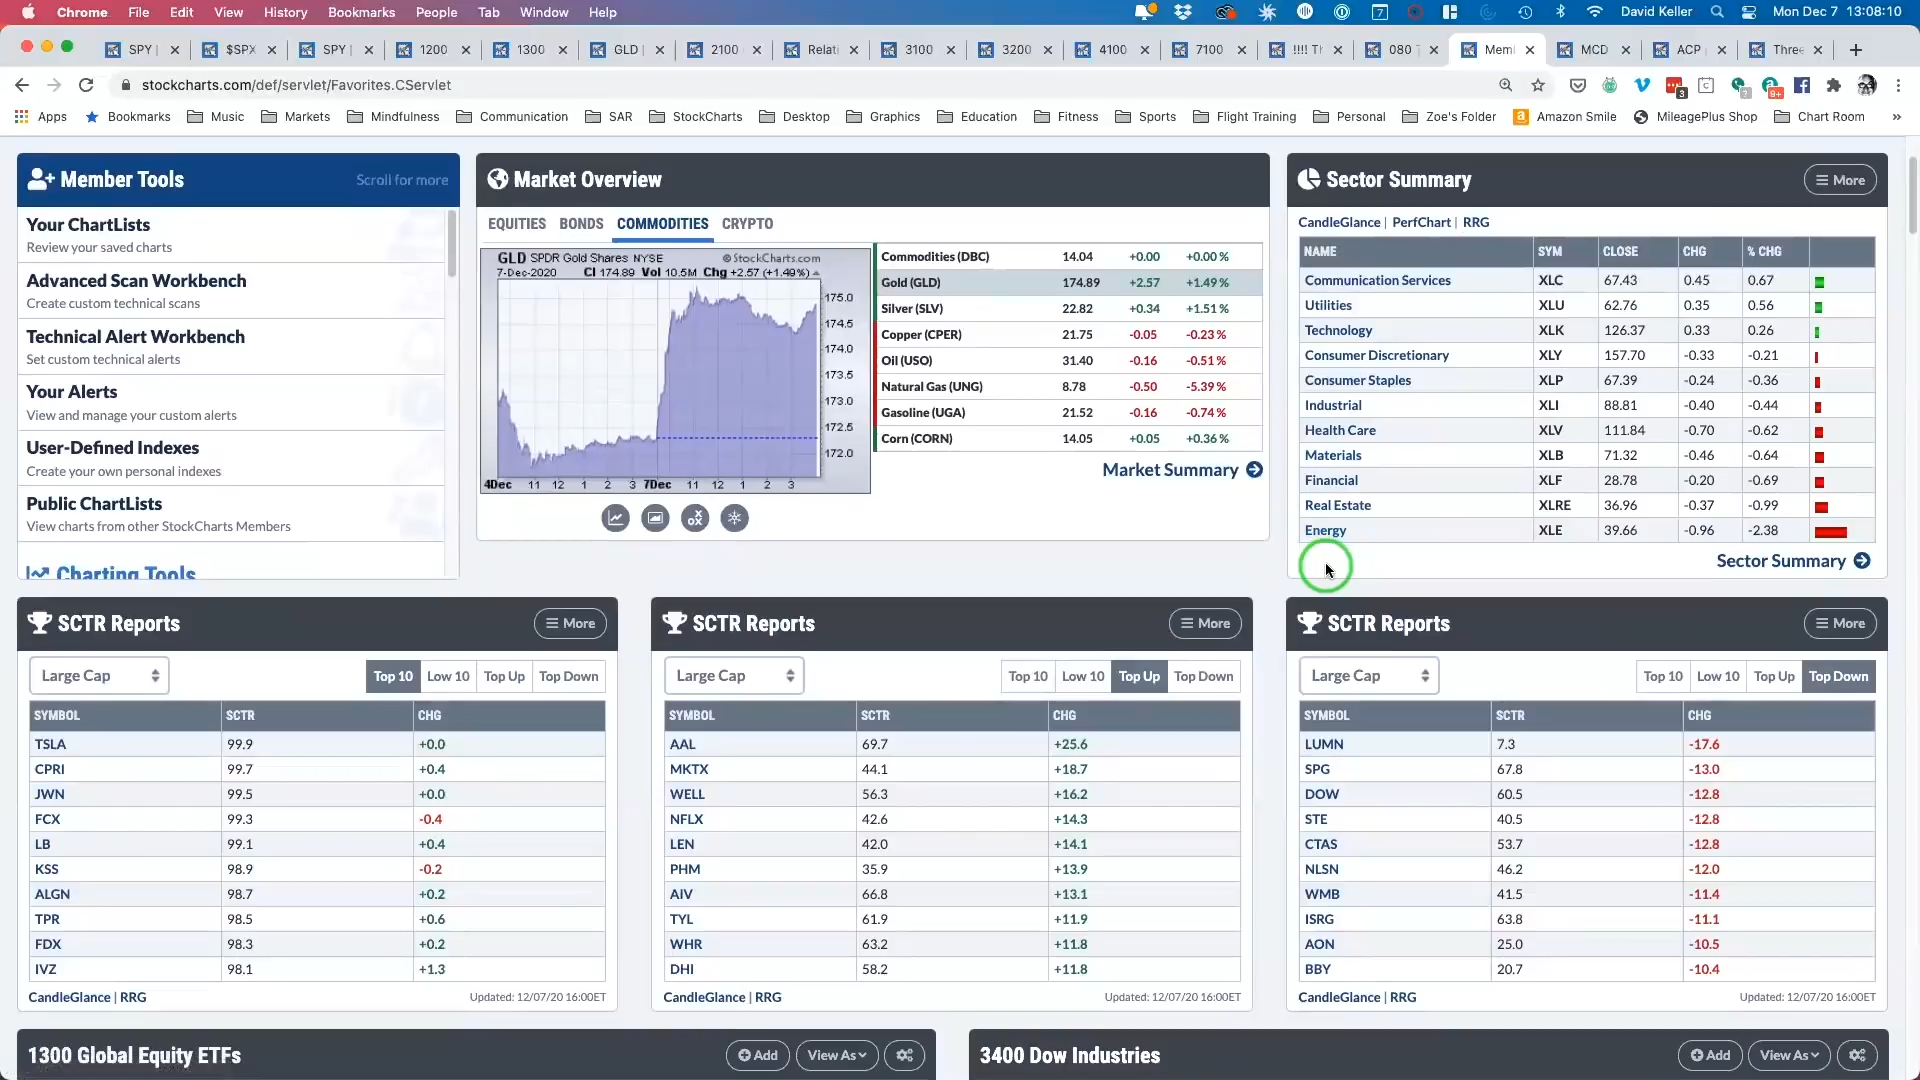 Chrome File Edit View History Bookmarks People Tab Window Help
7
David Keller Mon Dec 7 13:08:10
SPY | $SPX SPY | 1200 1300 GLD | 2100 Relati 3100 3200 4100 7100 !!!! Th 080 Mem MCD ACP Three
stockcharts.com/def/servlet/Favorites.CServlet
3 ? 9+
Apps Bookmarks Music Markets Mindfulness Communication SAR StockCharts Desktop Graphics Education Fitness Sports Flight Training Personal Zoe's Folder Amazon Smile MileagePlus Shop Chart Room »
Member Tools Scroll for more
Your ChartLists
Review your saved charts
Advanced Scan Workbench
Create custom technical scans
Technical Alert Workbench
Set custom technical alerts
Your Alerts
View and manage your custom alerts
User-Defined Indexes
Create your own personal indexes
Public ChartLists
View charts from other StockCharts Members
Charting Tools
Market Overview
EQUITIES BONDS COMMODITIES CRYPTO
GLD SPDR Gold Shares NYSE © StockCharts.com
7-Dec-2020 Cl 174.89 Vol 10.5M Chg +2.57 (+1.49%)
175.0
174.5
174.0
173.5
173.0
172.5
172.0
4Dec 11 12 1 2 3 7Dec 11 12 1 2 3
Commodities (DBC) 14.04 +0.00 +0.00 %
Gold (GLD) 174.89 +2.57 +1.49 %
Silver (SLV) 22.82 +0.34 +1.51 %
Copper (CPER) 21.75 -0.05 -0.23 %
Oil (USO) 31.40 -0.16 -0.51 %
Natural Gas (UNG) 8.78 -0.50 -5.39 %
Gasoline (UGA) 21.52 -0.16 -0.74 %
Corn (CORN) 14.05 +0.05 +0.36 %
Market Summary
Sector Summary More
CandleGlance | PerfChart | RRG
NAME SYM CLOSE CHG % CHG
Communication Services XLC 67.43 0.45 0.67
Utilities XLU 62.76 0.35 0.56
Technology XLK 126.37 0.33 0.26
Consumer Discretionary XLY 157.70 -0.33 -0.21
Consumer Staples XLP 67.39 -0.24 -0.36
Industrial XLI 88.81 -0.40 -0.44
Health Care XLV 111.84 -0.70 -0.62
Materials XLB 71.32 -0.46 -0.64
Financial XLF 28.78 -0.20 -0.69
Real Estate XLRE 36.96 -0.37 -0.99
Energy XLE 39.66 -0.96 -2.38
Sector Summary
SCTR Reports More
Large Cap Top 10 Low 10 Top Up Top Down
SYMBOL SCTR CHG
TSLA 99.9 +0.0
CPRI 99.7 +0.4
JWN 99.5 +0.0
FCX 99.3 -0.4
LB 99.1 +0.4
KSS 98.9 -0.2
ALGN 98.7 +0.2
TPR 98.5 +0.6
FDX 98.3 +0.2
IVZ 98.1 +1.3
CandleGlance | RRG Updated: 12/07/20 16:00ET
SCTR Reports More
Large Cap Top 10 Low 10 Top Up Top Down
SYMBOL SCTR CHG
AAL 69.7 +25.6
MKTX 44.1 +18.7
WELL 56.3 +16.2
NFLX 42.6 +14.3
LEN 42.0 +14.1
PHM 35.9 +13.9
AIV 66.8 +13.1
TYL 61.9 +11.9
WHR 63.2 +11.8
DHI 58.2 +11.8
CandleGlance | RRG Updated: 12/07/20 16:00ET
SCTR Reports More
Large Cap Top 10 Low 10 Top Up Top Down
SYMBOL SCTR CHG
LUMN 7.3 -17.6
SPG 67.8 -13.0
DOW 60.5 -12.8
STE 40.5 -12.8
CTAS 53.7 -12.8
NLSN 46.2 -12.0
WMB 41.5 -11.4
ISRG 63.8 -11.1
AON 25.0 -10.5
BBY 20.7 -10.4
CandleGlance | RRG Updated: 12/07/20 16:00ET
1300 Global Equity ETFs Add View As
3400 Dow Industries Add View As